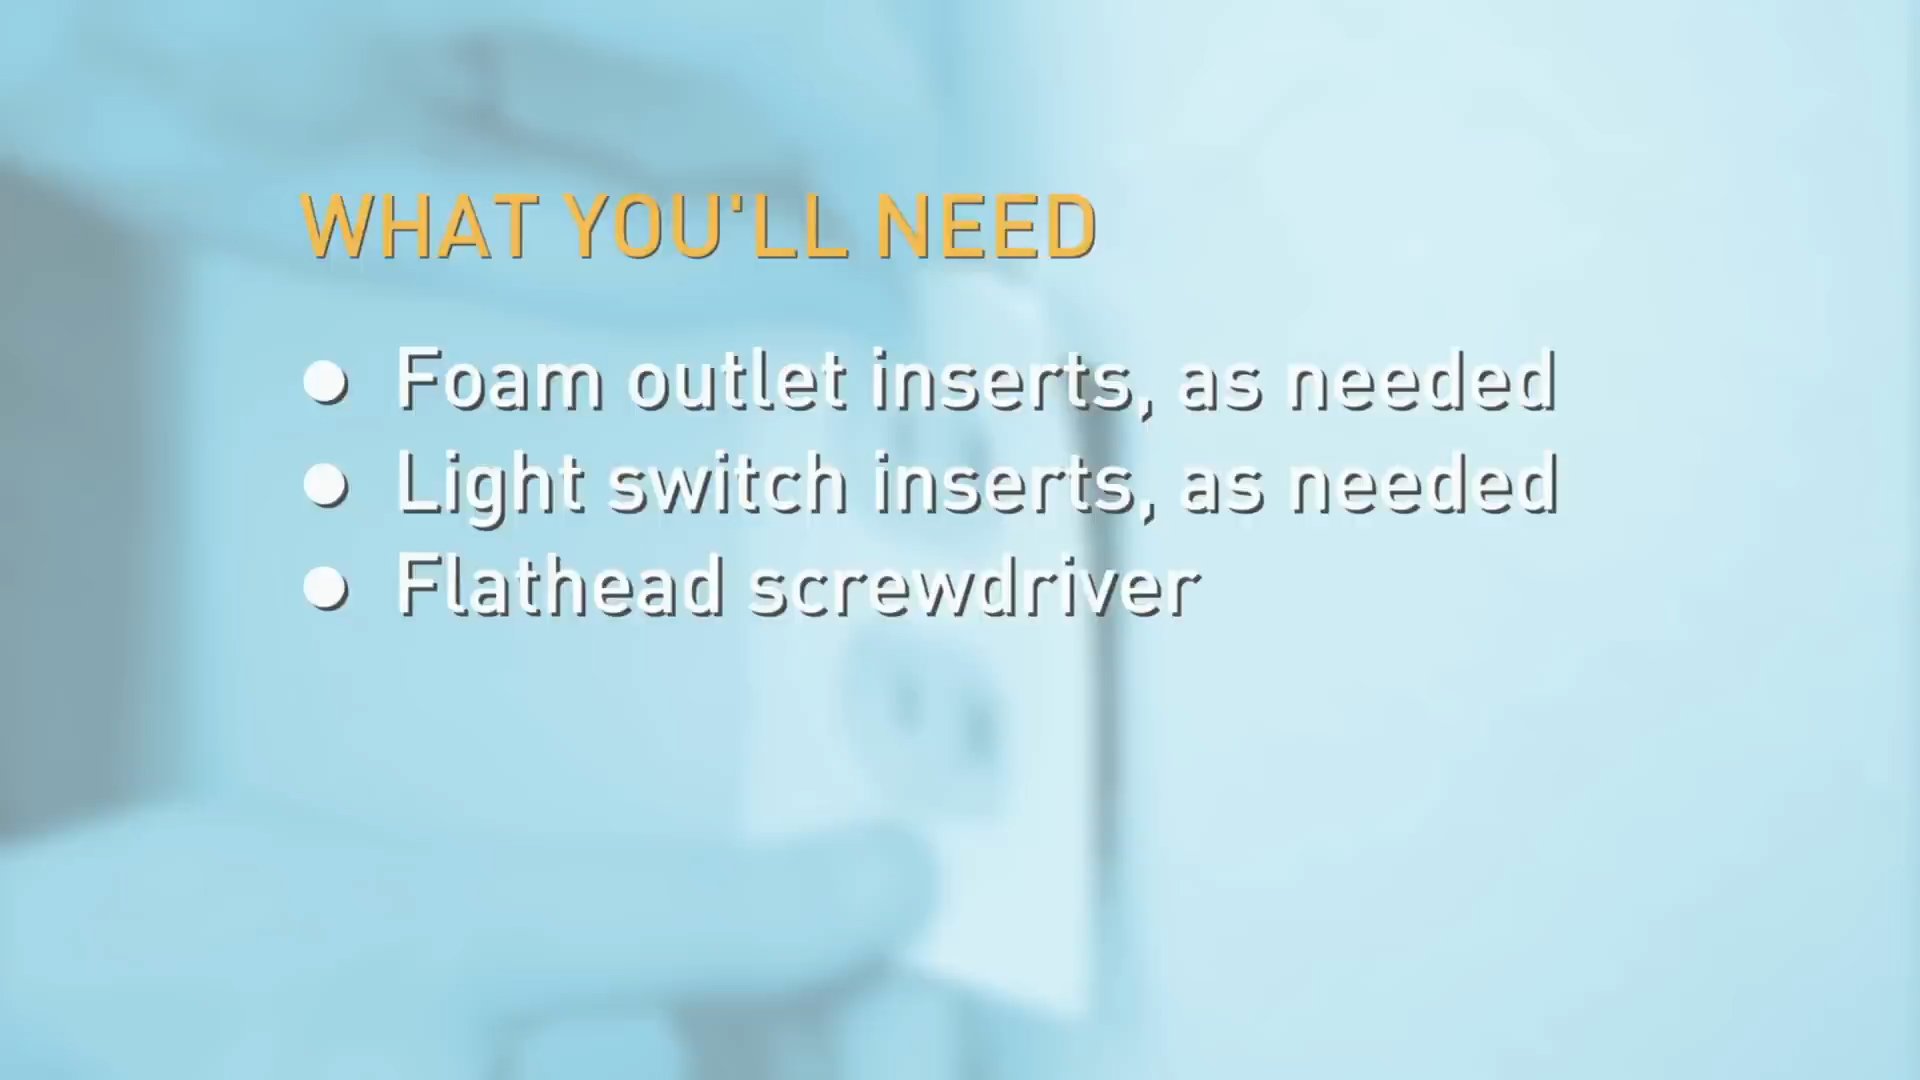 WHAT YOU'LL NEED
● Foam outlet inserts, as needed
● Light switch inserts, as needed
● Flathead screwdriver